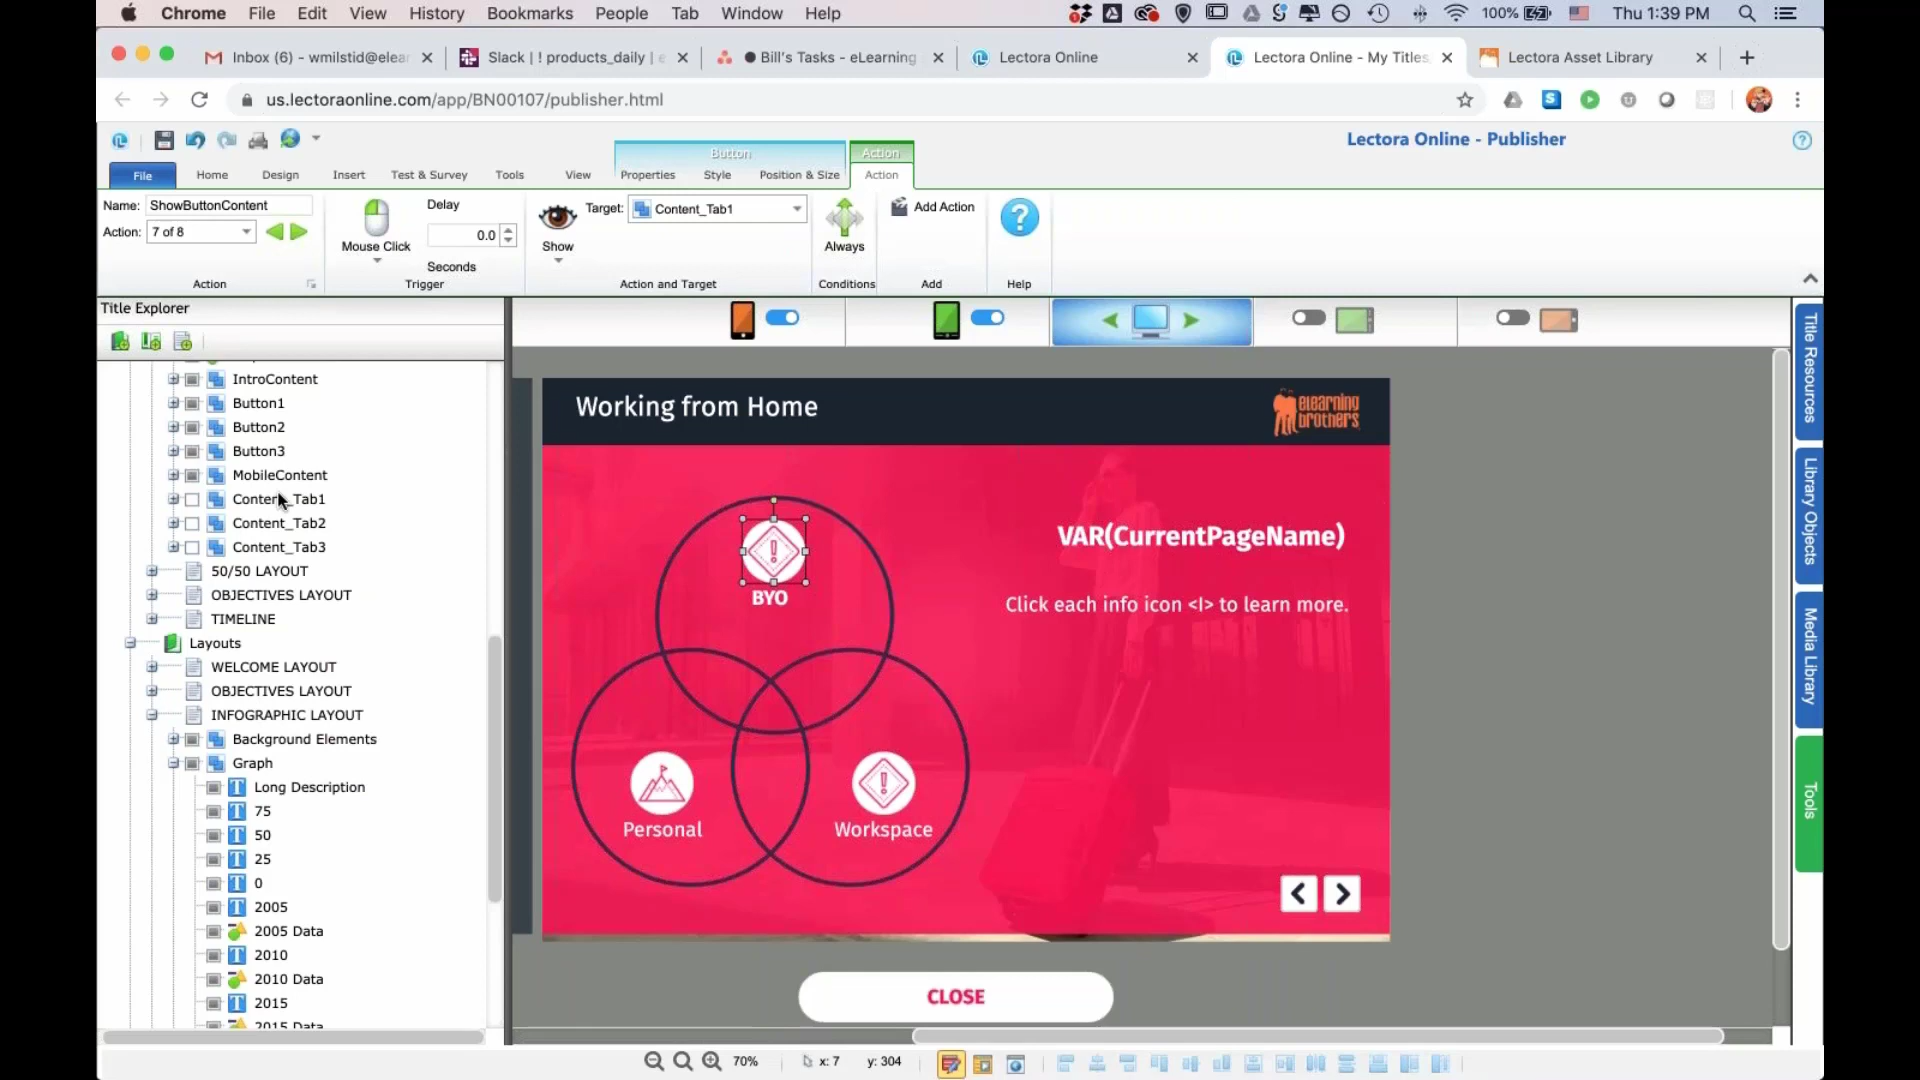 Chrome File Edit View History Bookmarks People Tab Window Help 100% Thu 1:39 PM
Inbox (6) - wmilstid@elear Slack | ! products_daily | e Bill's Tasks - eLearning Lectora Online Lectora Online - My Titles, Lectora Asset Library
us.lectoraonline.com/app/BN00107/publisher.html
Lectora Online - Publisher
Button Action
File Home Design Insert Test & Survey Tools View Properties Style Position & Size Action
Name: ShowButtonContent Delay Target: Content_Tab1 Add Action
Action: 7 of 8 0.0
Mouse Click Show Always
Seconds
Action Trigger Action and Target Conditions Add Help
Title Explorer
IntroContent
Button1
Button2
Button3
MobileContent
Content_Tab1
Content_Tab2
Content_Tab3
50/50 LAYOUT
OBJECTIVES LAYOUT
TIMELINE
Layouts
WELCOME LAYOUT
OBJECTIVES LAYOUT
INFOGRAPHIC LAYOUT
Background Elements
Graph
Long Description
75
50
25
0
2005
2005 Data
2010
2010 Data
2015
2015 Data
Working from Home
elearning
brothers
VAR(CurrentPageName)
Click each info icon <I> to learn more.
BYO
Personal
Workspace
CLOSE
Title Resources
Library Objects
Media Library
Tools
70% x: 7 y: 304